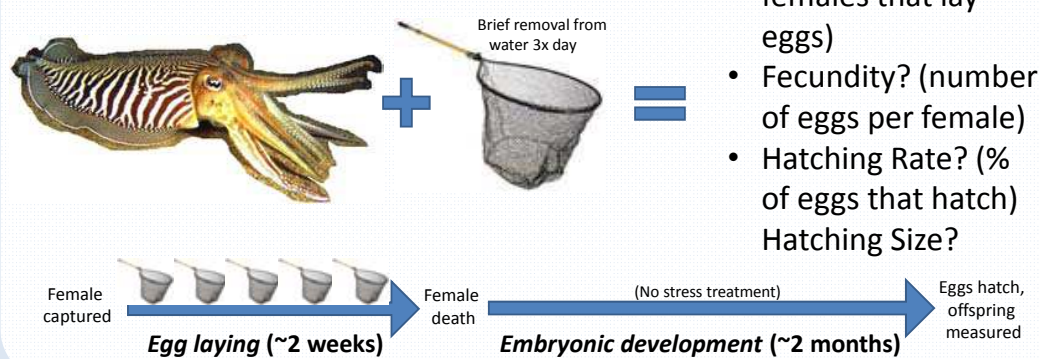 Brief removal from
water 3x day
females that lay
eggs)
• Fecundity? (number
of eggs per female)
• Hatching Rate? (%
of eggs that hatch)
Hatching Size?
Female
captured
Egg laying (~2 weeks)
Female
death
(No stress treatment)
Embryonic development (~2 months)
Eggs hatch,
offspring
measured